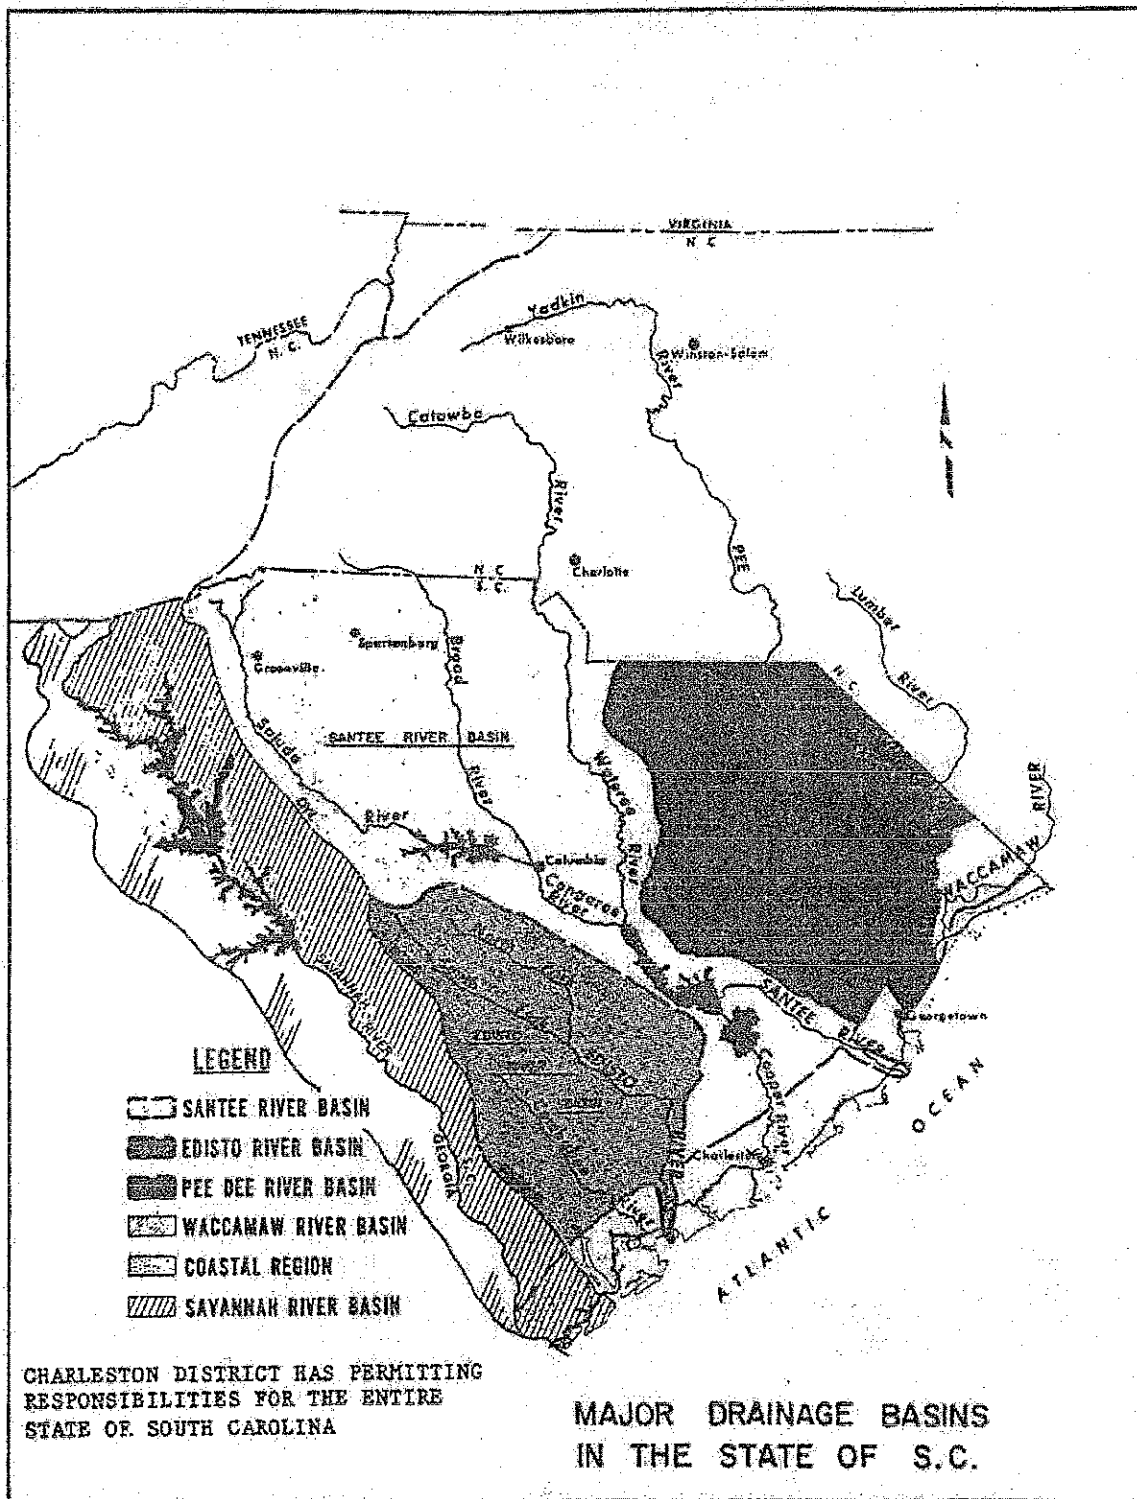 VIRGINIA
N C
TENNESSEE
N. C.
Yadkin
Wilkesboro
Winston-Salem
River
Catawba
River
Charlotte
PEE
N C
S. C.
Lumber
River
N. C.
Spartanburg
Greenville
Broad
River
SANTEE RIVER BASIN
Saluda
River
Wateree
River
Columbia
Congaree
River
WACCAMAW RIVER
SANTEE
RIVER
Georgetown
EDISTO
EDISTO
RIVER
Cooper River
Charleston
River
GEORGIA
S.C.
ATLANTIC OCEAN
LEGEND
SANTEE RIVER BASIN
EDISTO RIVER BASIN
PEE DEE RIVER BASIN
WACCAMAW RIVER BASIN
COASTAL REGION
SAVANNAH RIVER BASIN
CHARLESTON DISTRICT HAS PERMITTING
RESPONSIBILITIES FOR THE ENTIRE
STATE OF SOUTH CAROLINA
MAJOR DRAINAGE BASINS
IN THE STATE OF S.C.